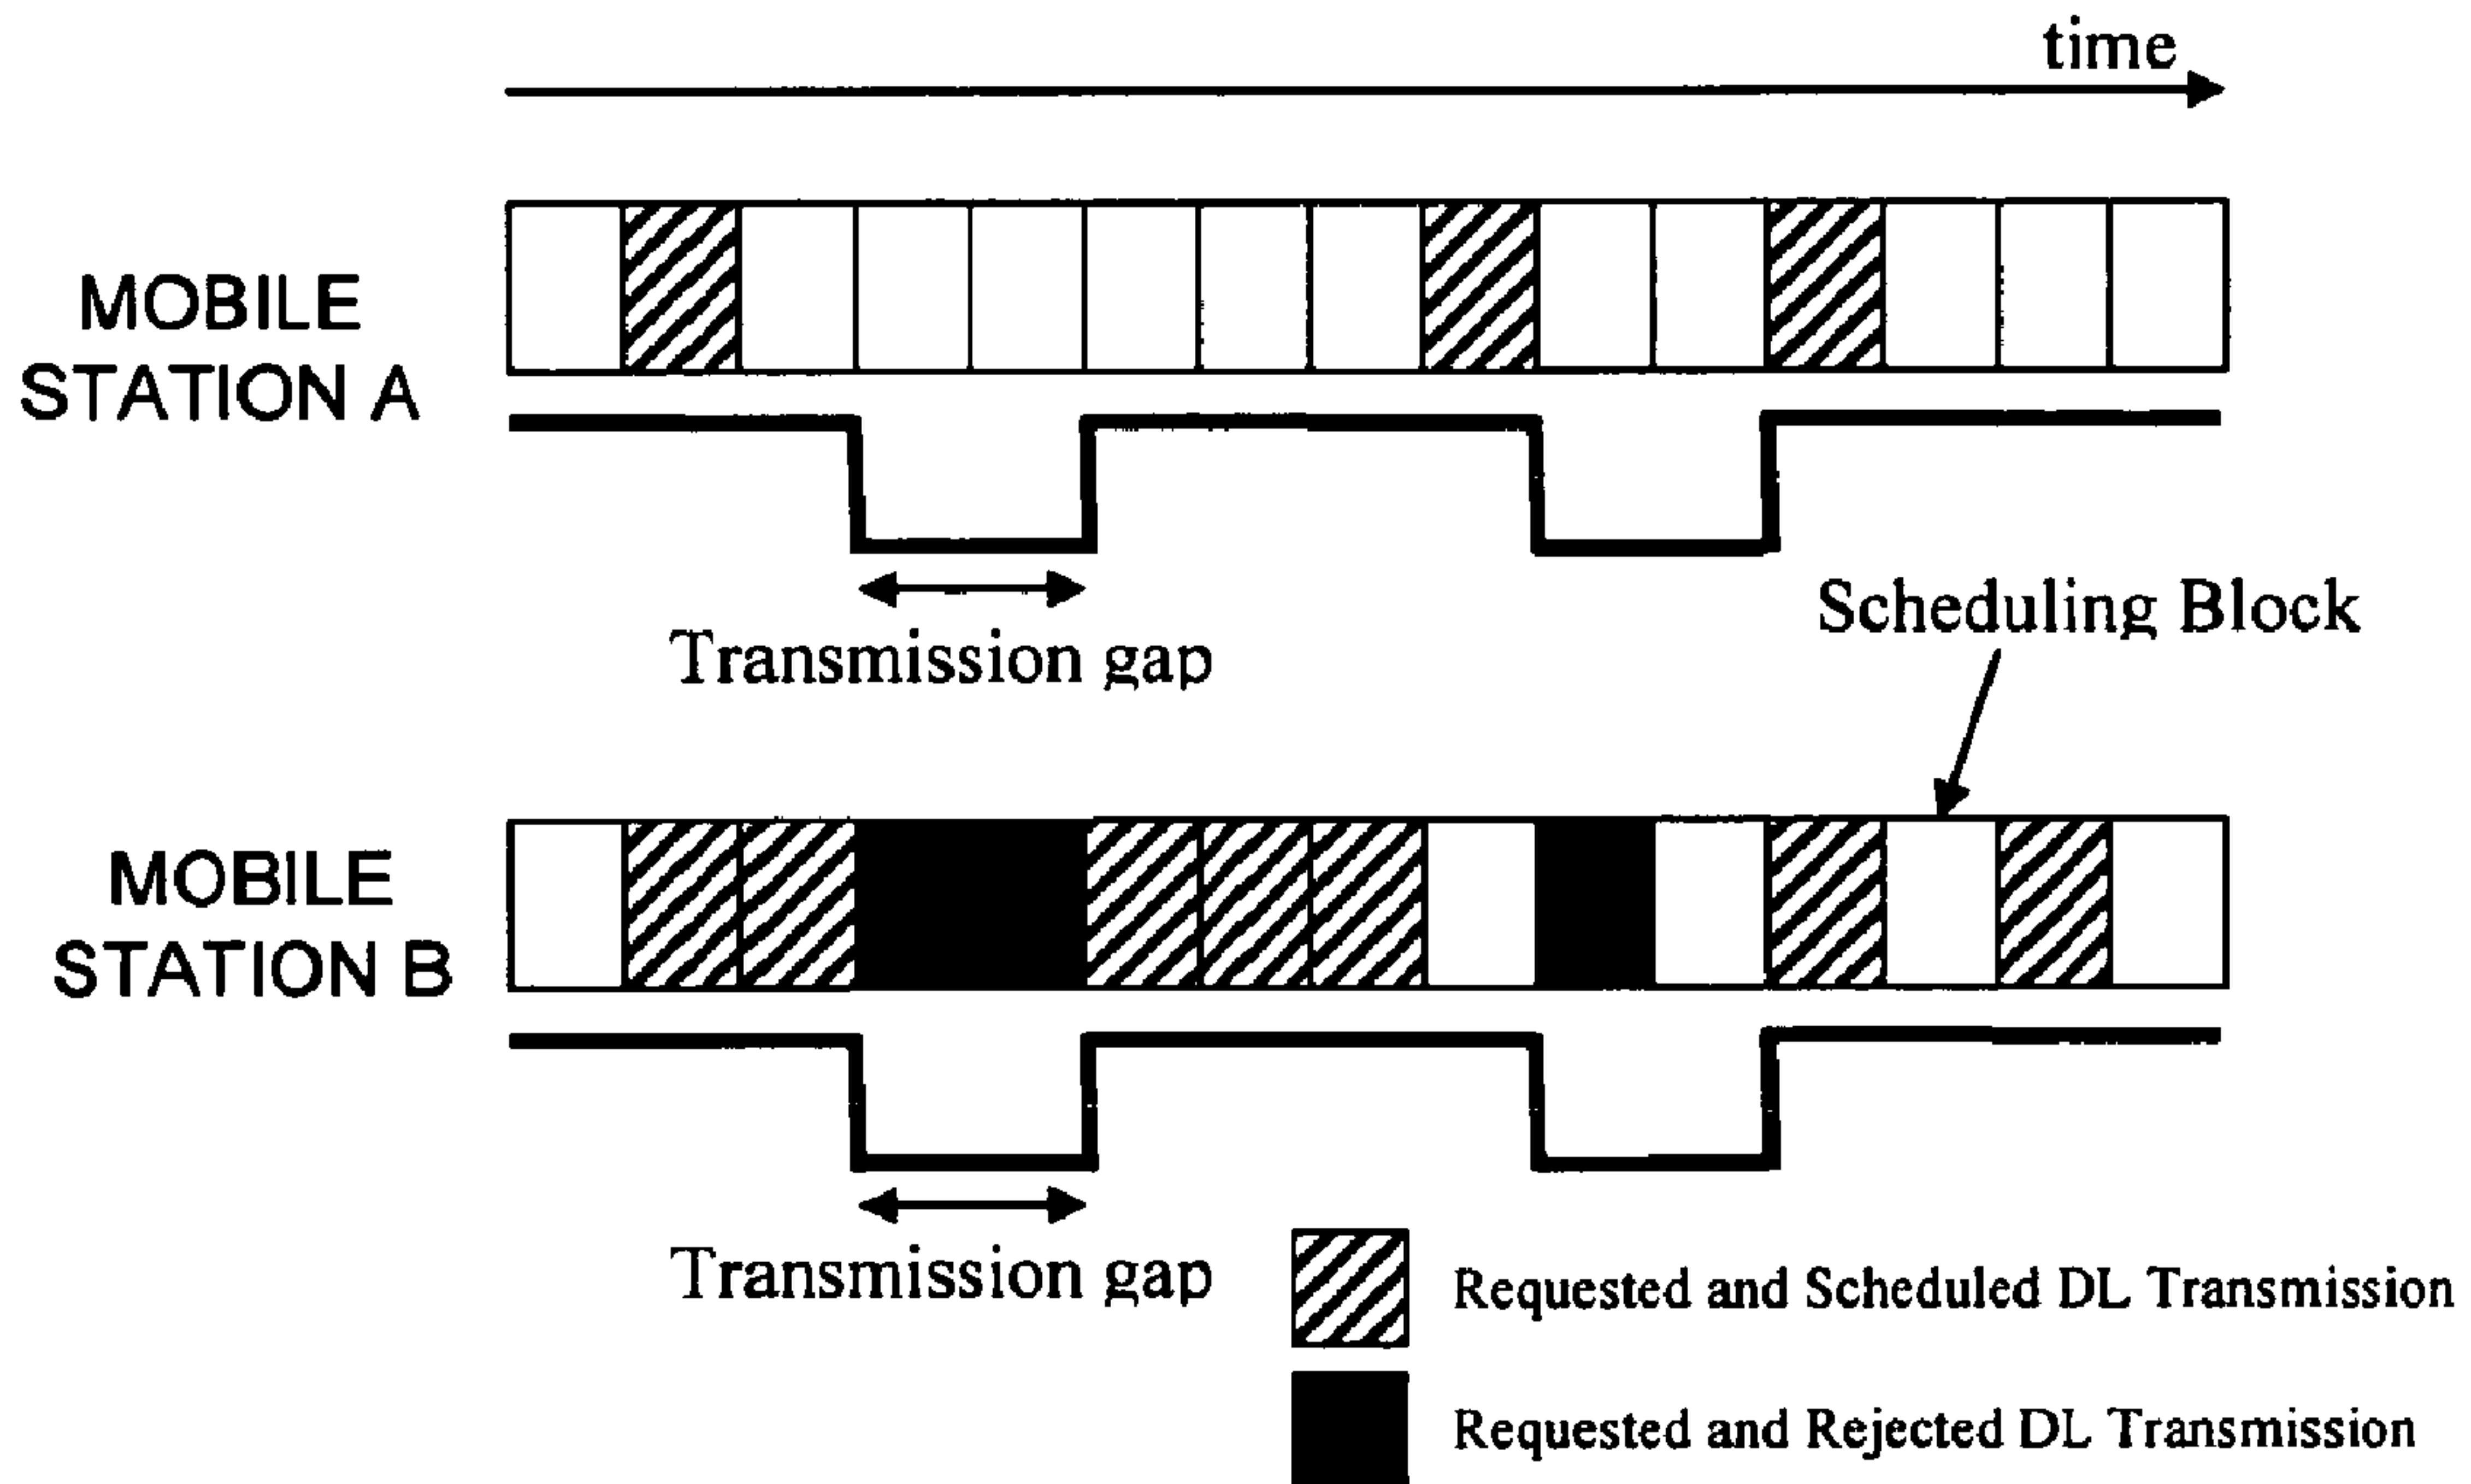 time
MOBILE
STATION A
Transmission gap
Scheduling Block
MOBILE
STATION B
Transmission gap
Requested and Scheduled DL Transmission
Requested and Rejected DL Transmission